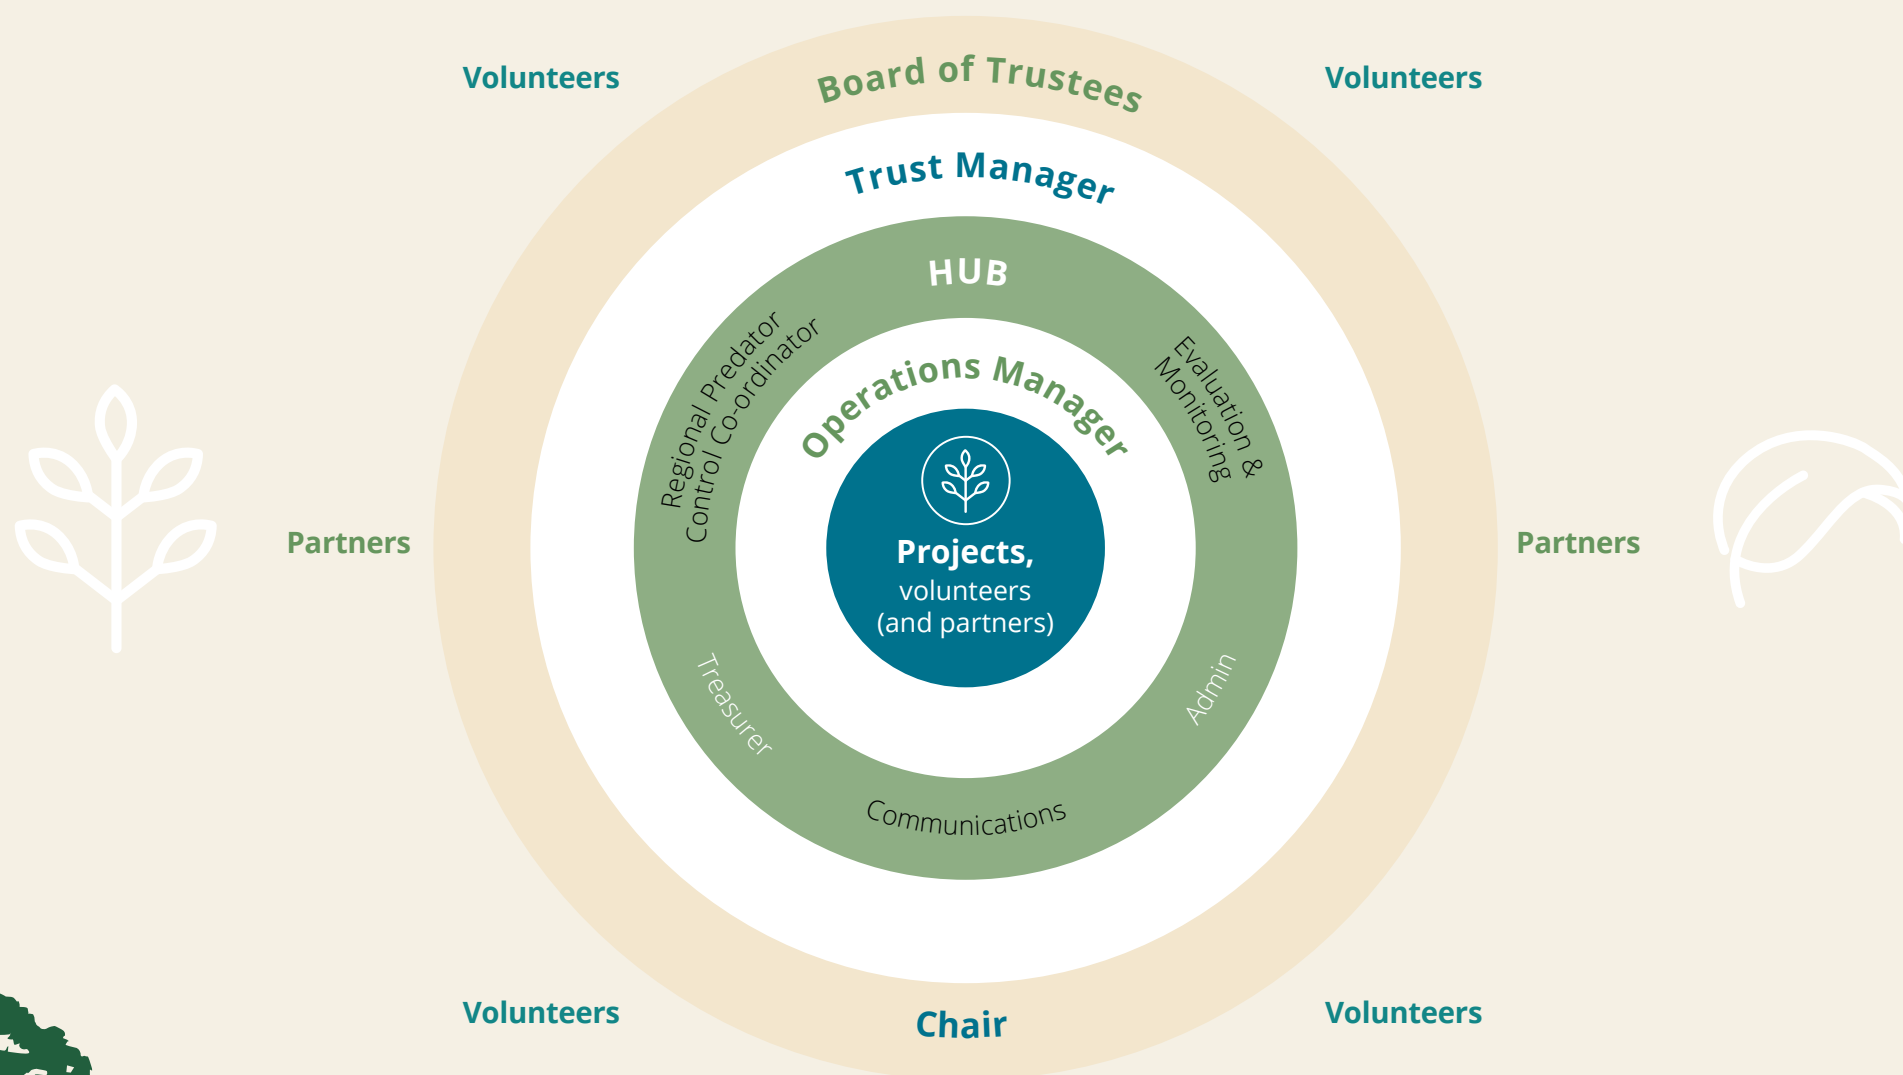 Volunteers
Board of Trustees
Volunteers
Trust Manager
HUB
Regional Predator
Control Co-ordinator
Evaluation &
Monitoring
Operations Manager
Partners
Projects,
volunteers
(and partners)
Partners
Treasurer
Admin
Communications
Volunteers
Chair
Volunteers